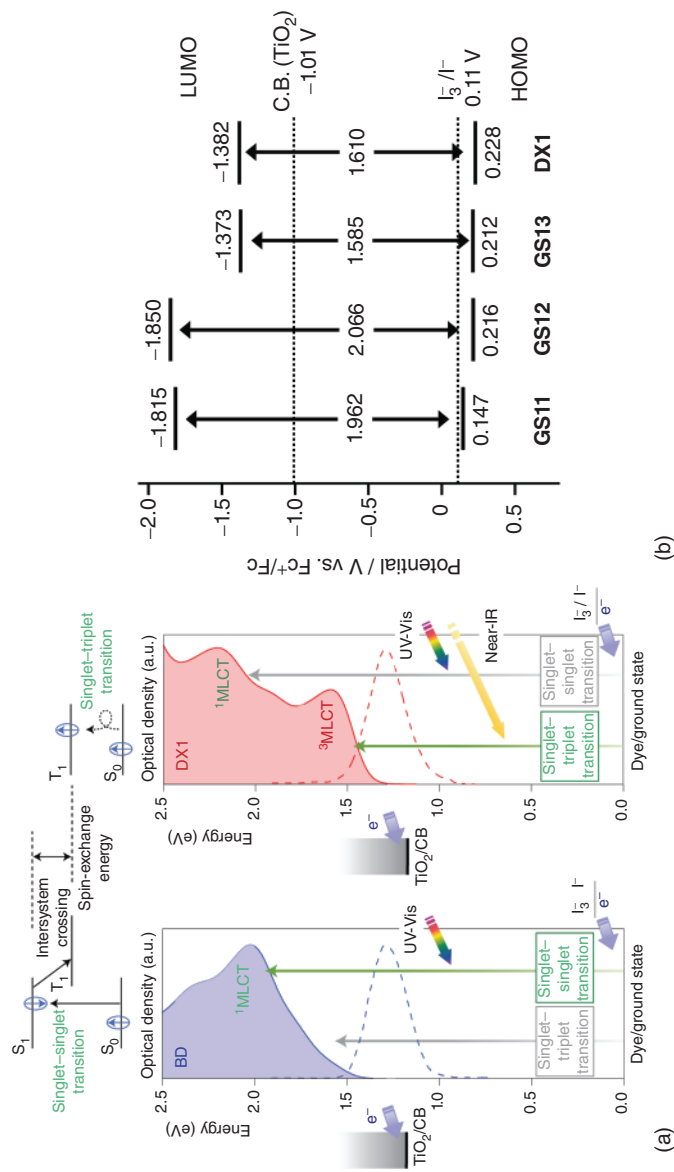 Singlet–singlet
transition
S1
S0
T1
Intersystem
crossing
Spin-exchange
energy
T1
S0
Singlet–triplet
transition
Optical density (a.u.)
Energy (eV)
2.5
2.0
1.5
1.0
0.5
0.0
BD
¹MLCT
UV-Vis
e⁻
TiO₂/CB
Singlet–
triplet
transition
Singlet–
singlet
transition
I₃⁻ I⁻
e⁻
Dye/ground state
Optical density (a.u.)
Energy (eV)
2.5
2.0
1.5
1.0
0.5
0.0
DX1
¹MLCT
³MLCT
UV-Vis
Near-IR
e⁻
TiO₂/CB
Singlet–
triplet
transition
Singlet–
singlet
transition
I₃⁻/ I⁻
e⁻
Dye/ground state
(a)
Potential / V vs. Fc⁺/Fc
−2.0
−1.5
−1.0
−0.5
0
0.5
−1.815
−1.850
−1.373
−1.382
LUMO
C.B. (TiO₂)
−1.01 V
1.962
2.066
1.585
1.610
I₃⁻/I⁻
0.11 V
0.147
0.216
0.212
0.228
HOMO
GS11
GS12
GS13
DX1
(b)